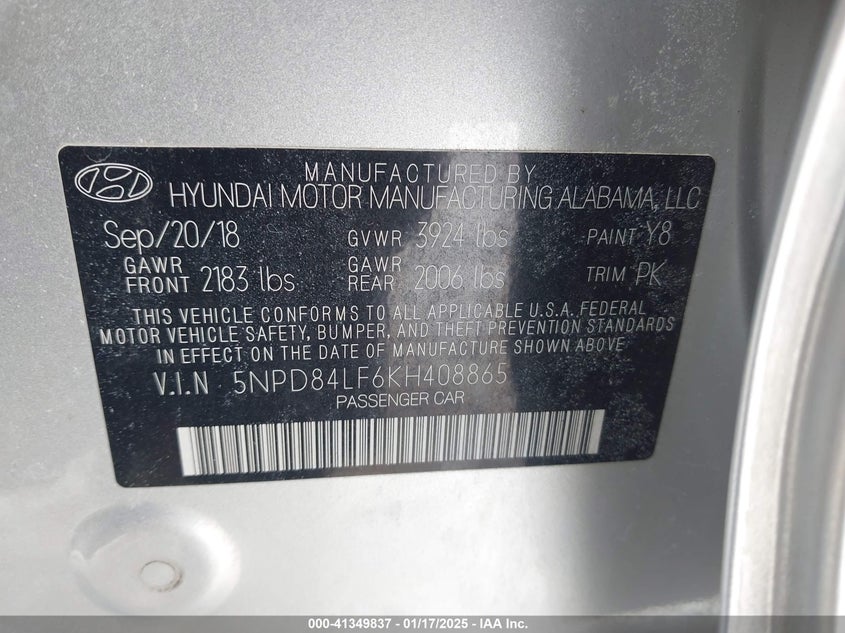 MANUFACTURED BY
HYUNDAI MOTOR MANUFACTURING ALABAMA, LLC
Sep/20/18 GVWR 3924 lbs PAINT Y8
GAWR FRONT 2183 lbs GAWR REAR 2006 lbs TRIM PK
THIS VEHICLE CONFORMS TO ALL APPLICABLE U.S.A. FEDERAL
MOTOR VEHICLE SAFETY, BUMPER, AND THEFT PREVENTION STANDARDS
IN EFFECT ON THE DATE OF MANUFACTURE SHOWN ABOVE
V.I.N 5NPD84LF6KH408865
PASSENGER CAR
000-41349837 - 01/17/2025 - IAA Inc.